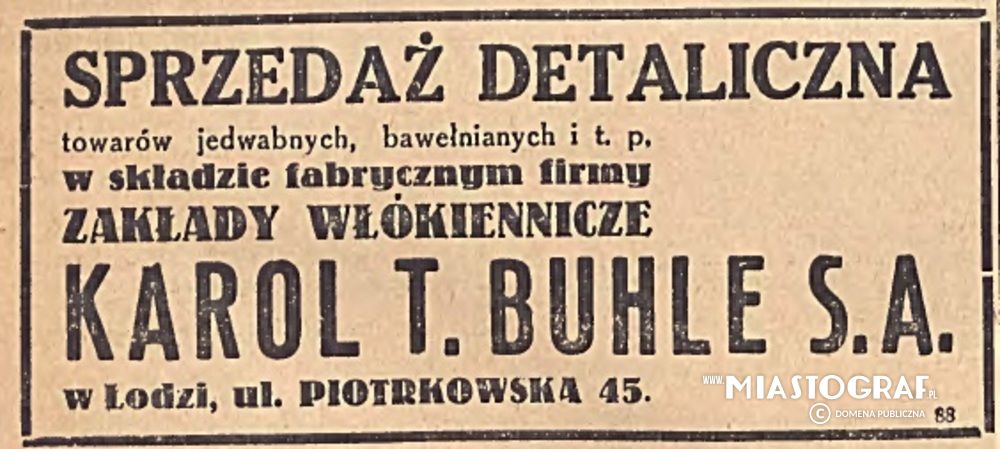 SPRZEDAŻ DETALICZNA
towarów jedwabnych, bawełnianych i t. p.
w składzie fabrycznym firmy
ZAKŁADY WŁÓKIENNICZE
KAROL T. BUHLE S.A.
w Łodzi, ul. PIOTRKOWSKA 45.
www.MIASTOGRAF.PL
© DOMENA PUBLICZNA
88